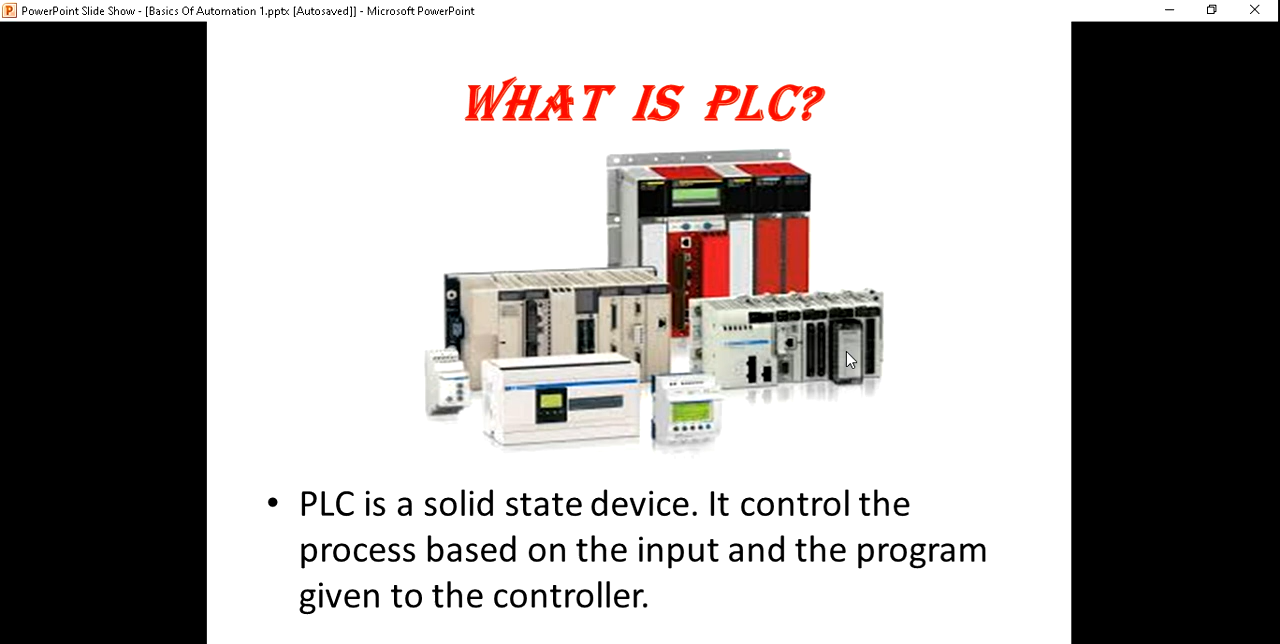 PowerPoint Slide Show - [Basics Of Automation 1.pptx [Autosaved]] - Microsoft PowerPoint
WHAT IS PLC?
• PLC is a solid state device. It control the
process based on the input and the program
given to the controller.